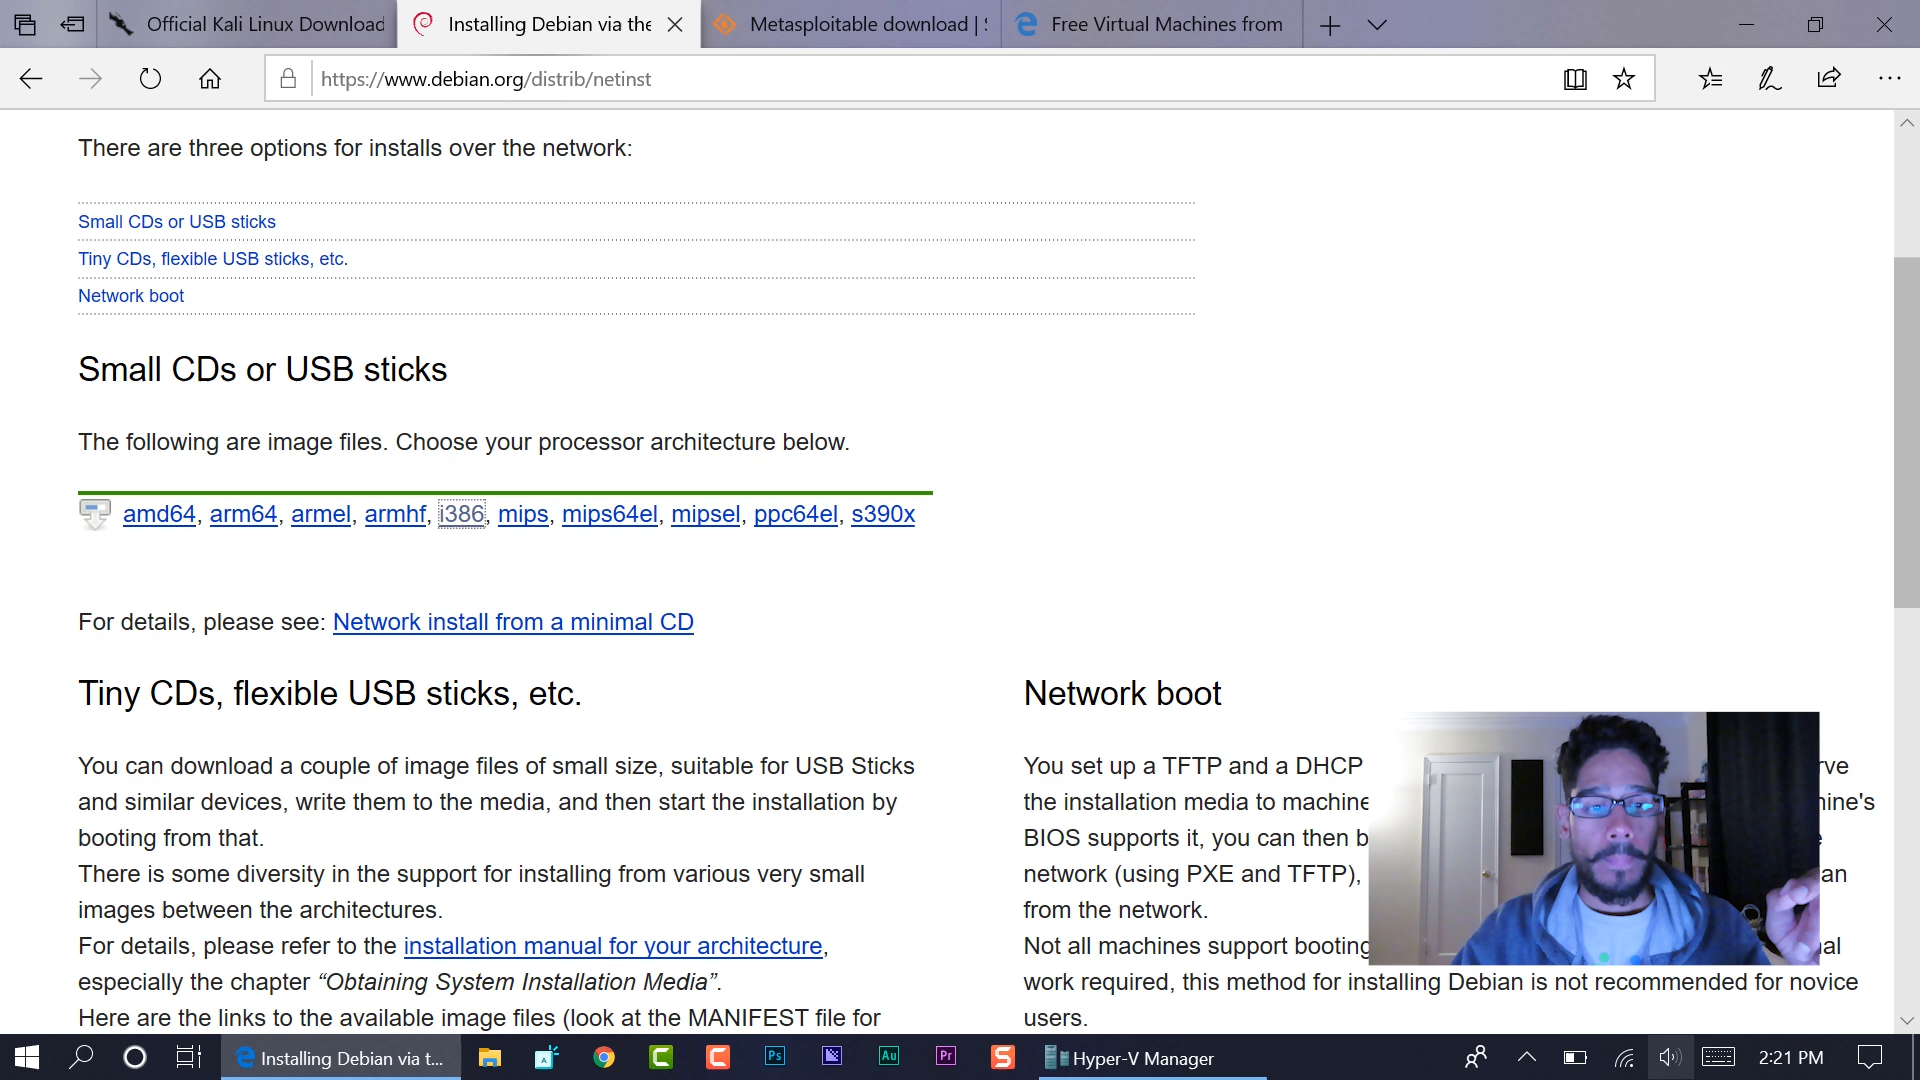 Official Kali Linux Download
Installing Debian via the
Metasploitable download |
Free Virtual Machines from
https://www.debian.org/distrib/netinst
There are three options for installs over the network:
Small CDs or USB sticks
Tiny CDs, flexible USB sticks, etc.
Network boot
Small CDs or USB sticks
The following are image files. Choose your processor architecture below.
amd64, arm64, armel, armhf, i386, mips, mips64el, mipsel, ppc64el, s390x
For details, please see: Network install from a minimal CD
Tiny CDs, flexible USB sticks, etc.
You can download a couple of image files of small size, suitable for USB Sticks
and similar devices, write them to the media, and then start the installation by
booting from that.
There is some diversity in the support for installing from various very small
images between the architectures.
For details, please refer to the installation manual for your architecture,
especially the chapter “Obtaining System Installation Media”.
Here are the links to the available image files (look at the MANIFEST file for
Network boot
You set up a TFTP and a DHCP rve
the installation media to machine ine's
BIOS supports it, you can then b
network (using PXE and TFTP), an
from the network.
Not all machines support booting al
work required, this method for installing Debian is not recommended for novice
users.
Installing Debian via t...
A
Ps
Au
Pr
Hyper-V Manager
2:21 PM